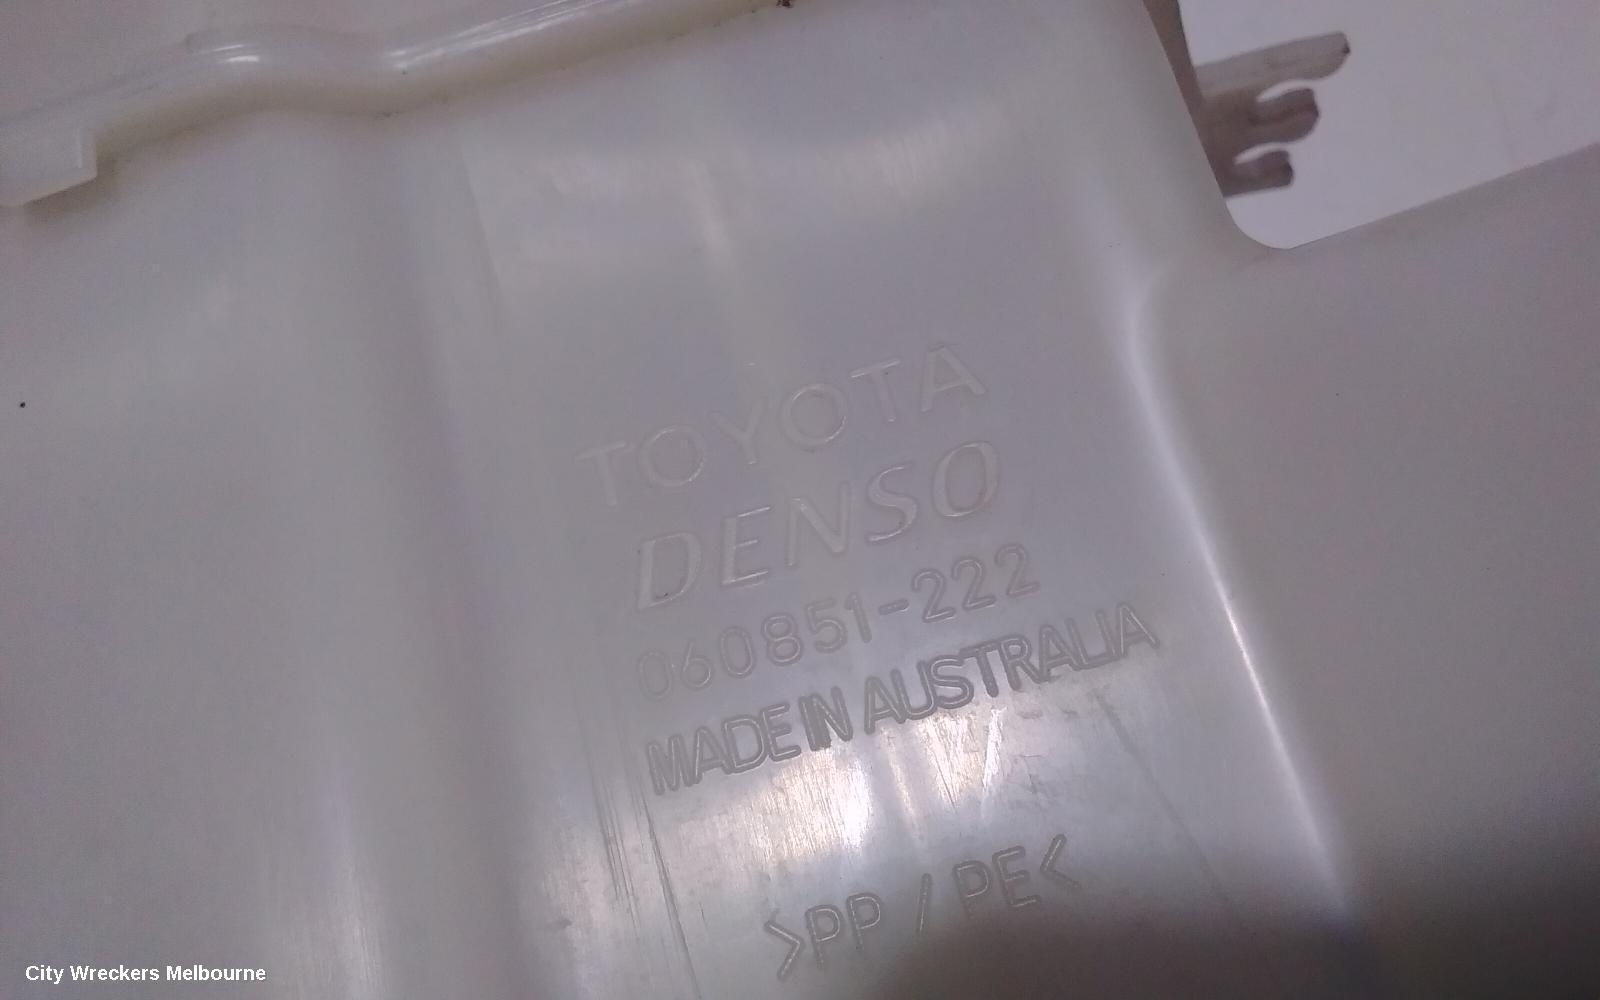 TOYOTA
DENSO
060851-222
MADE IN AUSTRALIA
>PP / PE<
City Wreckers Melbourne